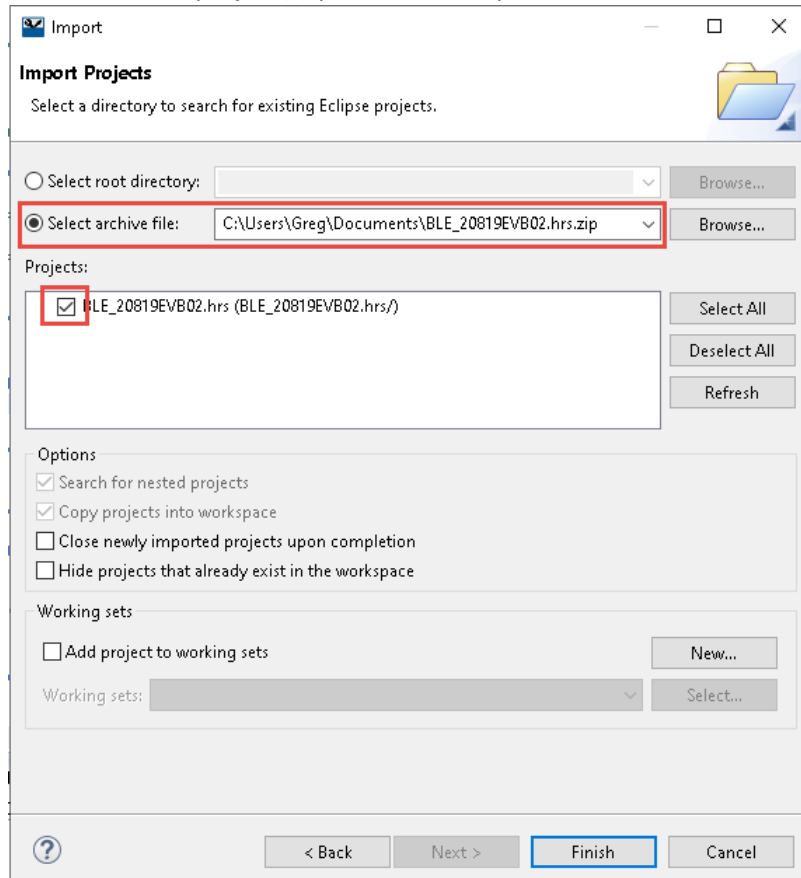 Import
Import Projects
Select a directory to search for existing Eclipse projects.
Select root directory: Browse...
Select archive file: C:\Users\Greg\Documents\BLE_20819EVB02.hrs.zip Browse...
Projects:
BLE_20819EVB02.hrs (BLE_20819EVB02.hrs/)
Select All
Deselect All
Refresh
Options
Search for nested projects
Copy projects into workspace
Close newly imported projects upon completion
Hide projects that already exist in the workspace
Working sets
Add project to working sets New...
Working sets: Select...
? < Back Next > Finish Cancel